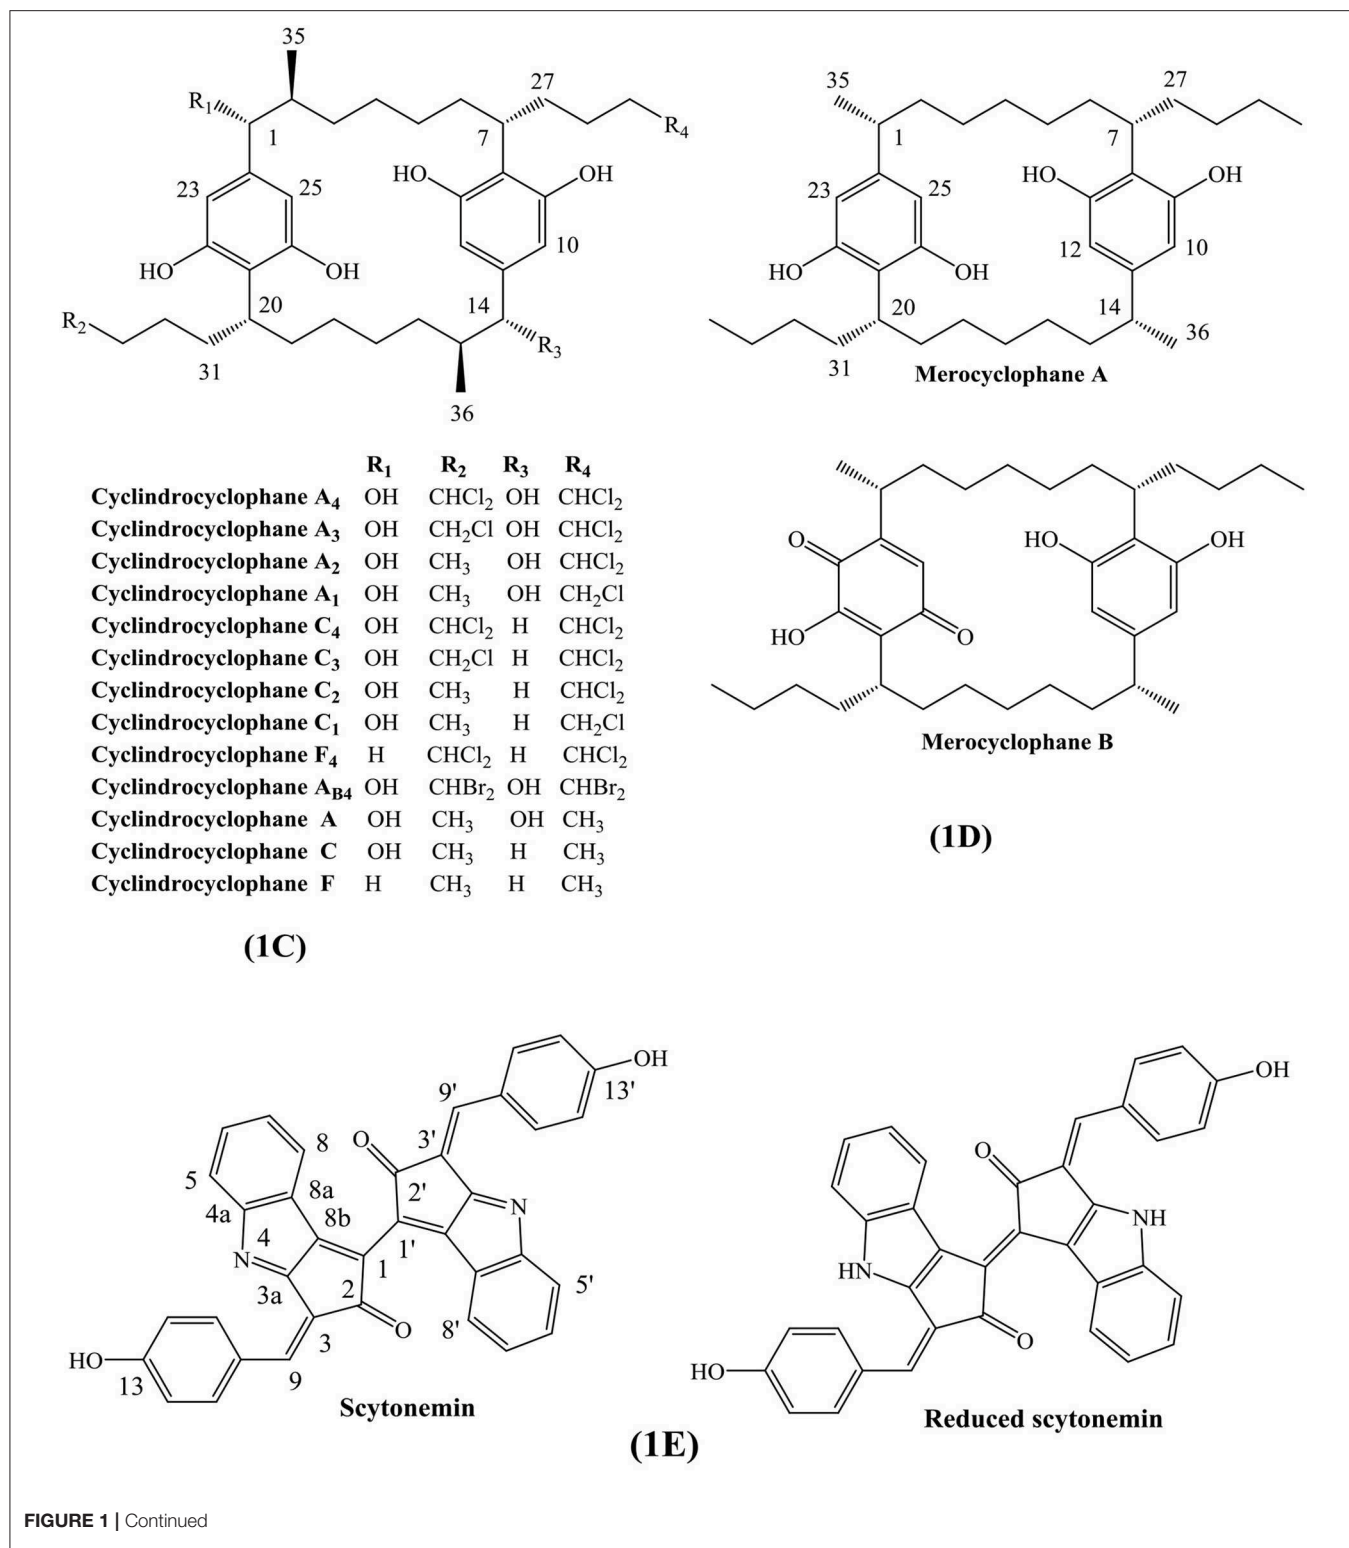 35
R₁
27
R₄
1
7
23
25
HO
OH
10
HO
OH
20
14
R₂
R₃
31
36
35
27
1
7
23
25
HO
OH
12
10
HO
OH
20
14
36
31
Merocyclophane A
R₁ R₂ R₃ R₄
Cyclindrocyclophane A₄ OH CHCl₂ OH CHCl₂
Cyclindrocyclophane A₃ OH CH₂Cl OH CHCl₂
Cyclindrocyclophane A₂ OH CH₃ OH CHCl₂
Cyclindrocyclophane A₁ OH CH₃ OH CH₂Cl
Cyclindrocyclophane C₄ OH CHCl₂ H CHCl₂
Cyclindrocyclophane C₃ OH CH₂Cl H CHCl₂
Cyclindrocyclophane C₂ OH CH₃ H CHCl₂
Cyclindrocyclophane C₁ OH CH₃ H CH₂Cl
Cyclindrocyclophane F₄ H CHCl₂ H CHCl₂
Cyclindrocyclophane A_B4 OH CHBr₂ OH CHBr₂
Cyclindrocyclophane A OH CH₃ OH CH₃
Cyclindrocyclophane C OH CH₃ H CH₃
Cyclindrocyclophane F H CH₃ H CH₃
(1C)
O
HO
OH
HO
O
Merocyclophane B
(1D)
OH
13'
9'
8
O
3'
5
8a
2'
N
4a
8b
4
1'
N
1
5'
3a
2
8'
O
3
HO
13
9
Scytonemin
OH
O
NH
HN
O
HO
Reduced scytonemin
(1E)
FIGURE 1 | Continued